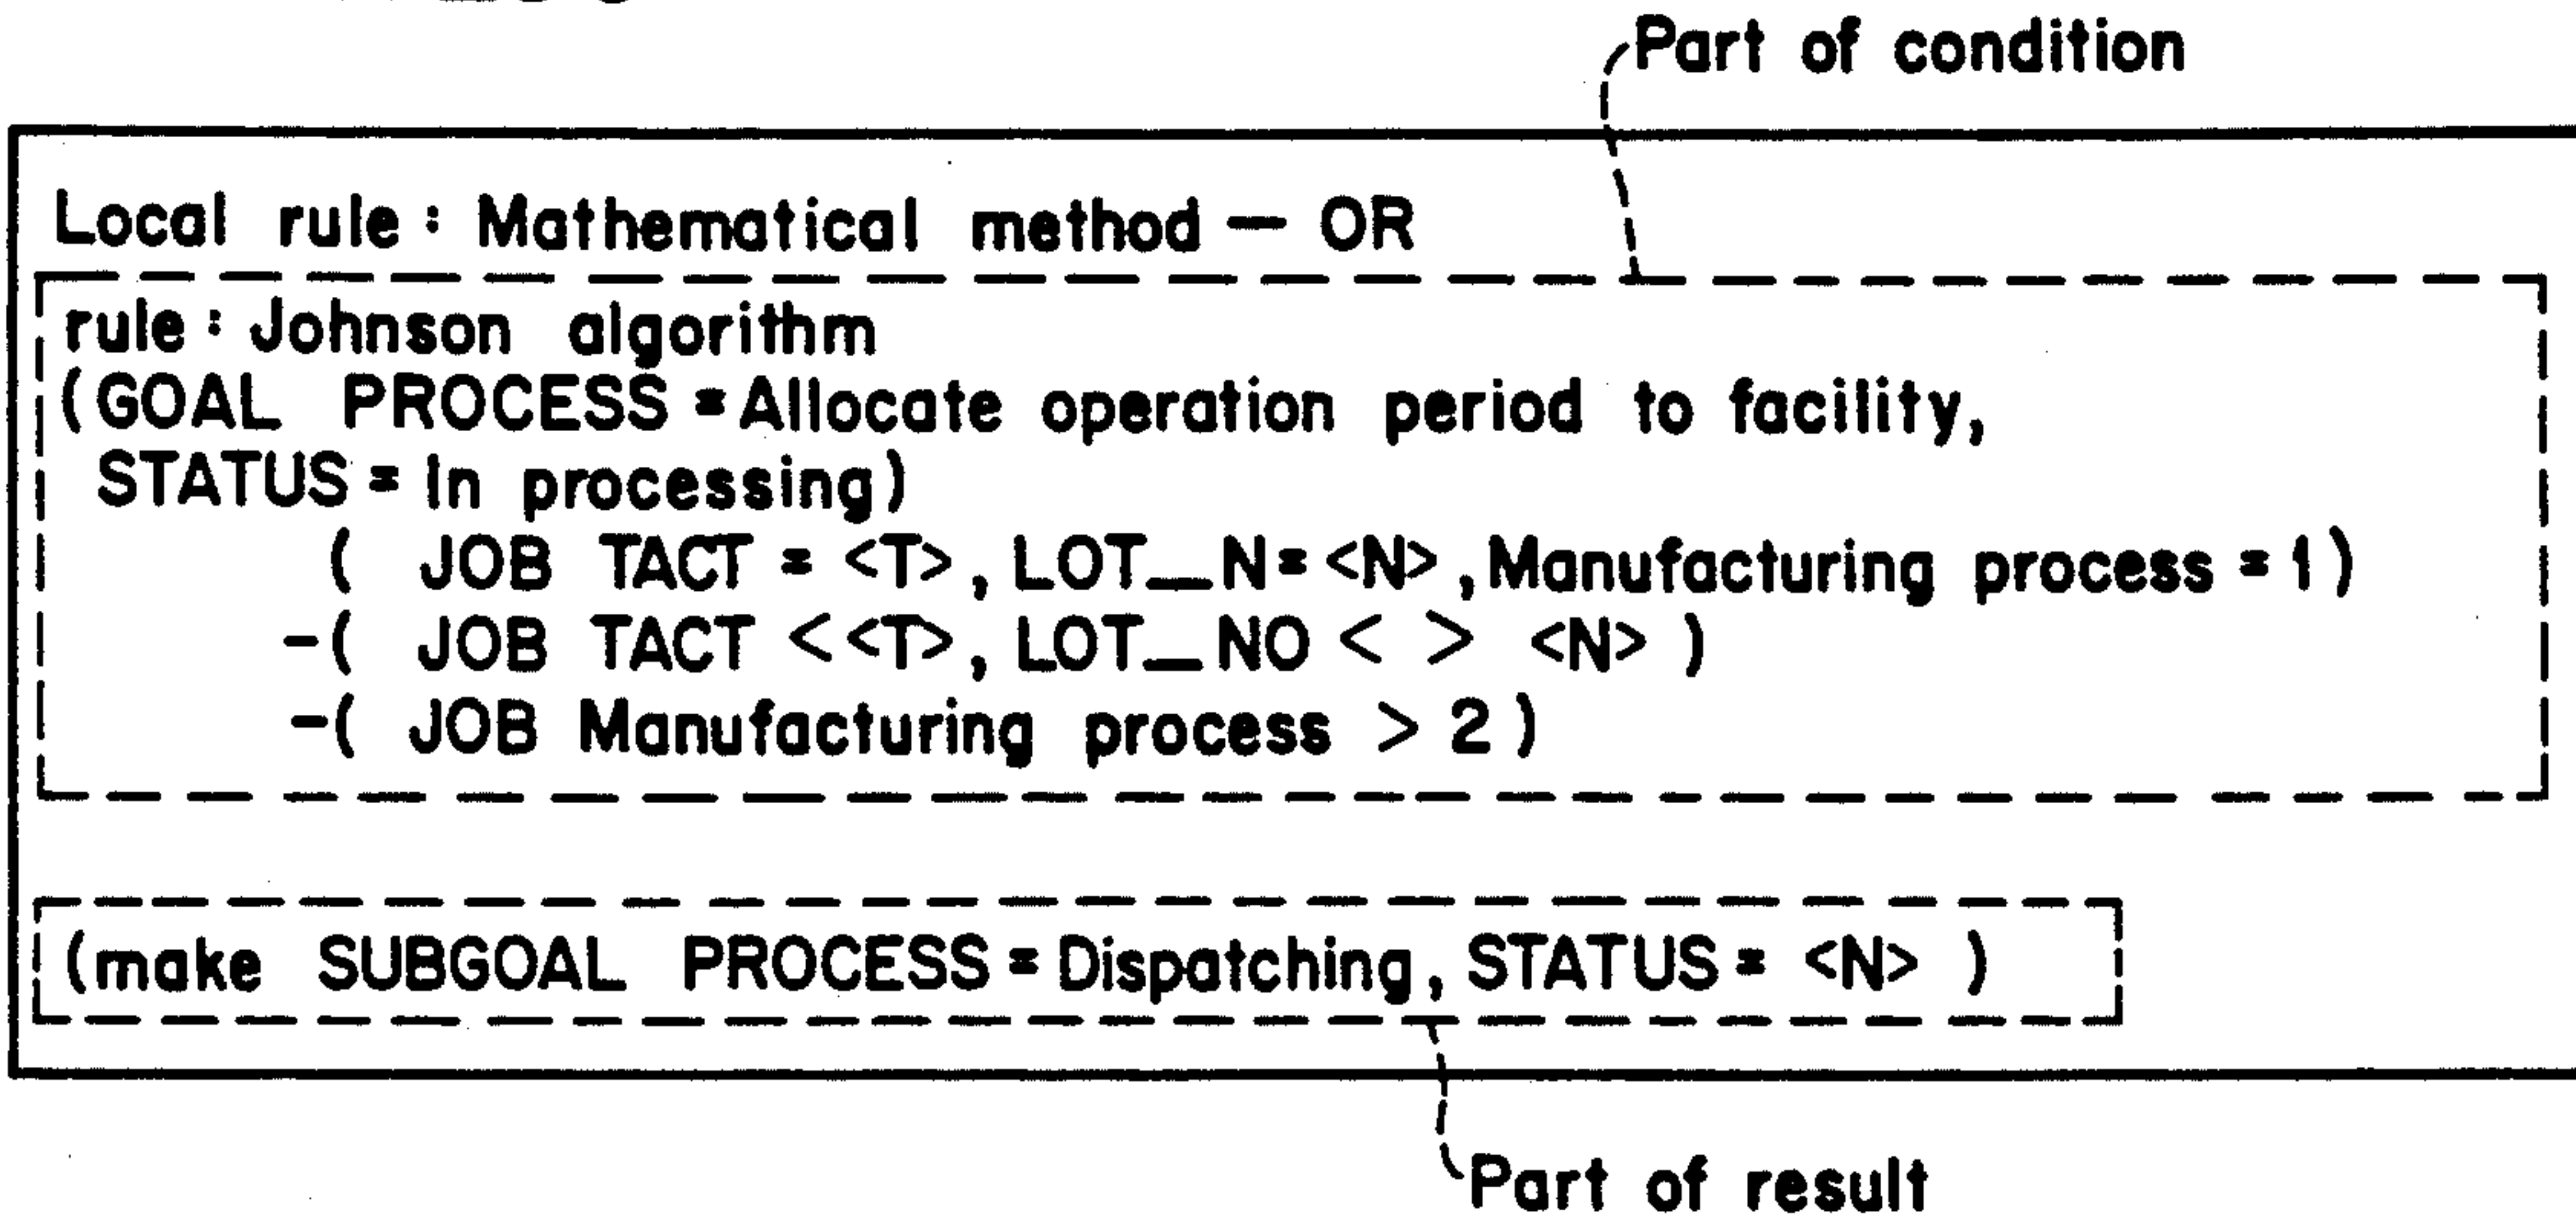 Part of condition
Local rule : Mathematical method — OR
rule : Johnson algorithm
(GOAL PROCESS = Allocate operation period to facility,
STATUS = In processing)
( JOB TACT = <T>, LOT_N = <N>, Manufacturing process = 1 )
-( JOB TACT < <T>, LOT_NO < > <N> )
-( JOB Manufacturing process > 2 )
(make SUBGOAL PROCESS = Dispatching, STATUS = <N> )
Part of result